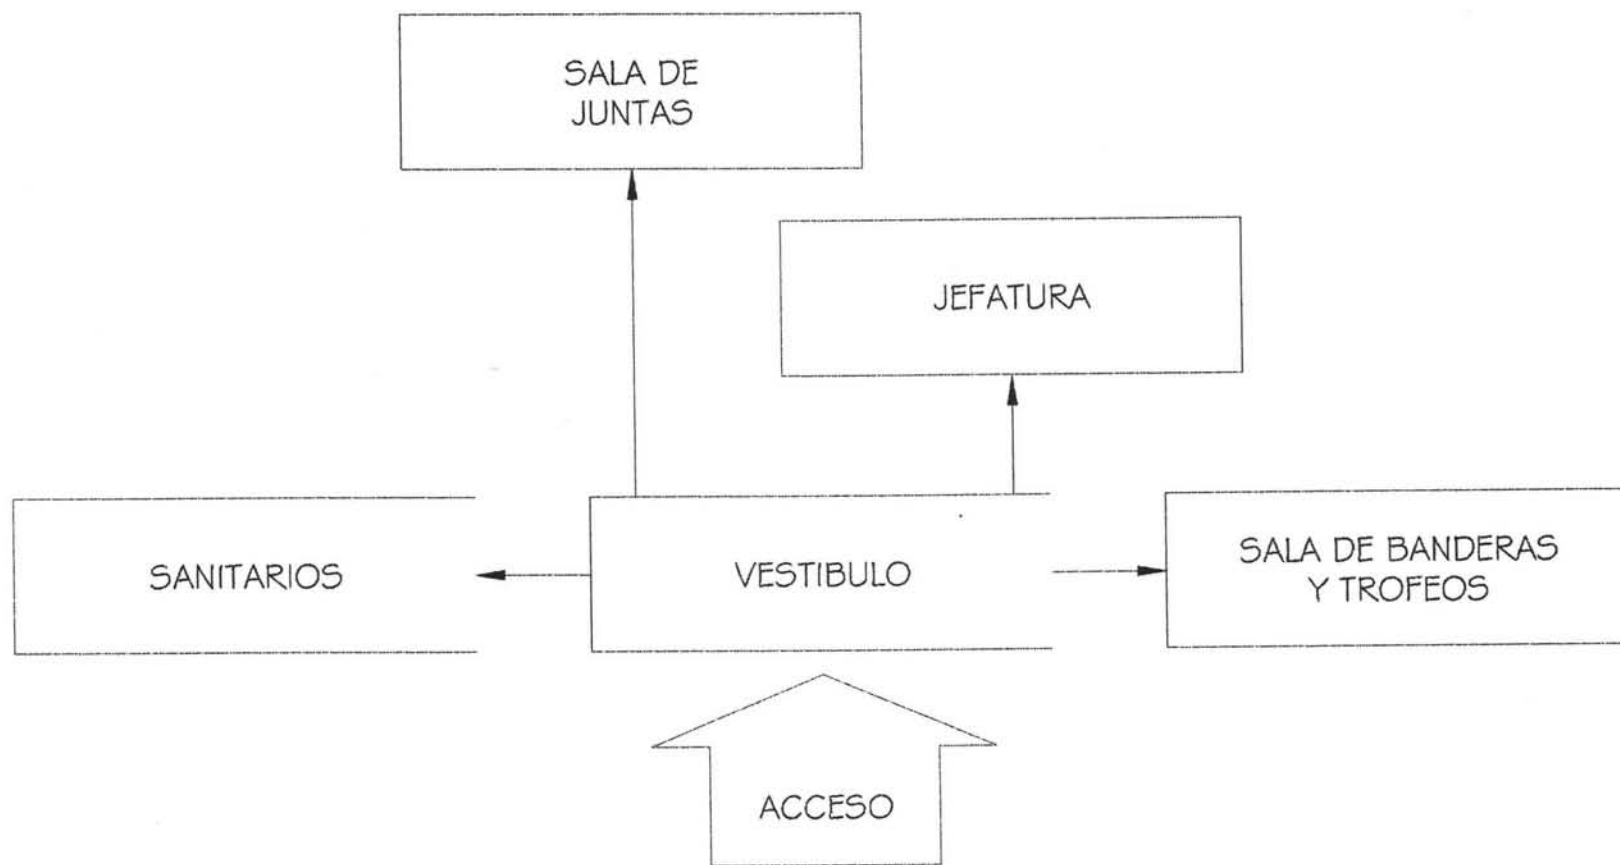 SALA DE
JUNTAS
JEFATURA
SANITARIOS
VESTIBULO
SALA DE BANDERAS
Y TROFEOS
ACCESO